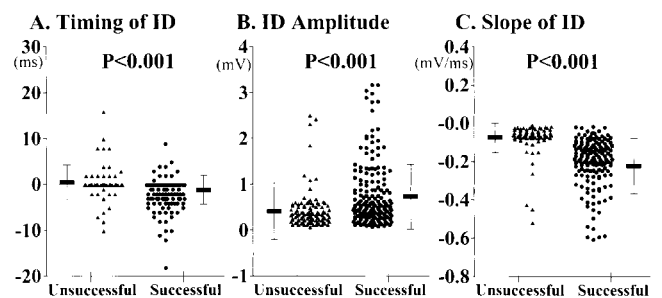 A. Timing of ID
B. ID Amplitude
C. Slope of ID
30
(ms)
P<0.001
20
10
0
-10
-20
Unsuccessful Successful
4
(mV)
P<0.001
3
2
1
0
-1
Unsuccessful Successful
0.4
(mV/ms)
P<0.001
0.2
-0.0
-0.2
-0.4
-0.6
-0.8
Unsuccessful Successful